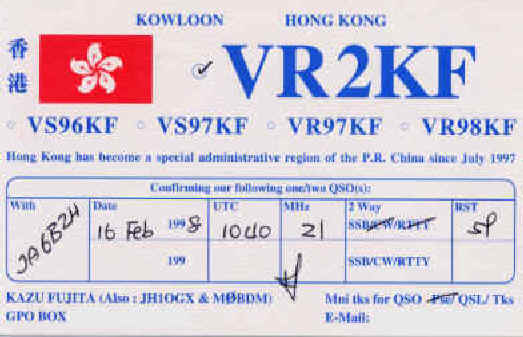 KOWLOON HONG KONG
香港
VR2KF
VS96KF VS97KF VR97KF VR98KF
Hong Kong has become a special administrative region of the P.R. China since July 1997
Confirming our following one/two QSO(s):
With Date UTC MHz 2 Way RST
JA6BZH 16 Feb 1998 1040 21 SSB/CW/RTTY 59
199 SSB/CW/RTTY
KAZU FUJITA (Also : JH1OGX & MØBDM) Mni tks for QSO Pse/ QSL/ Tks
GPO BOX E-Mail: